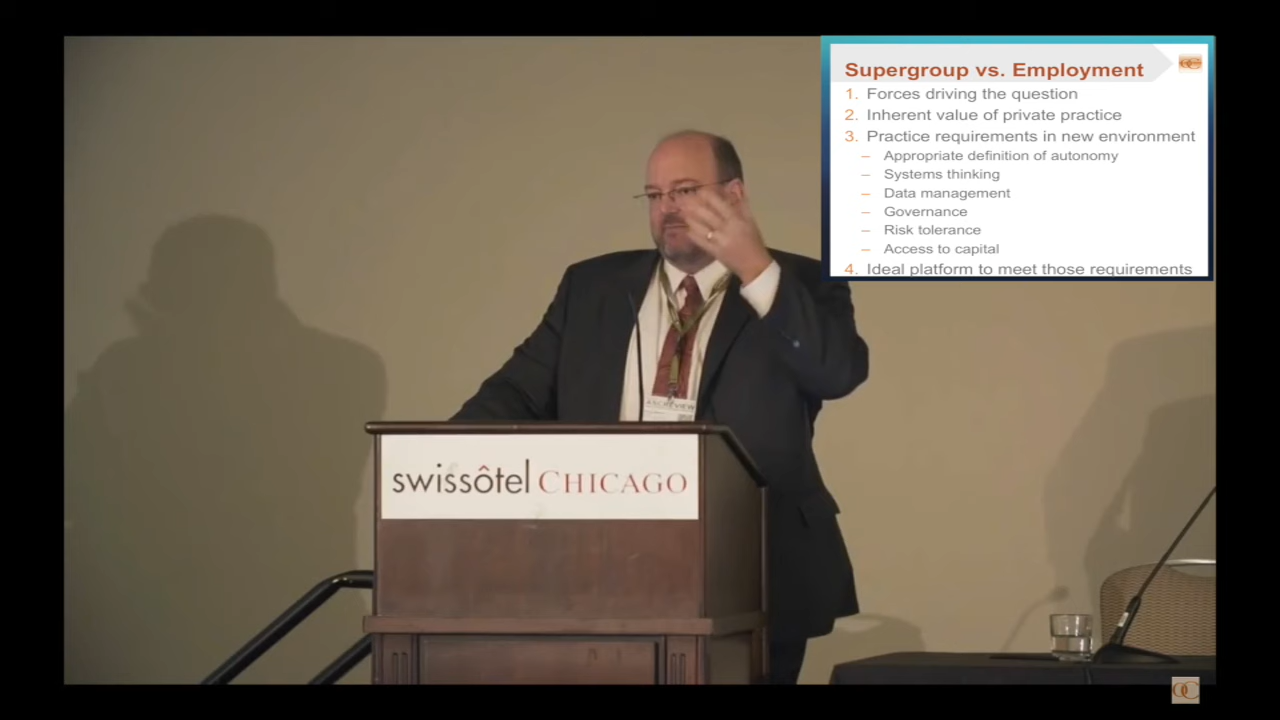 Supergroup vs. Employment
1. Forces driving the question
2. Inherent value of private practice
3. Practice requirements in new environment
– Appropriate definition of autonomy
– Systems thinking
– Data management
– Governance
– Risk tolerance
– Access to capital
4. Ideal platform to meet those requirements
swissôtel CHICAGO
OC